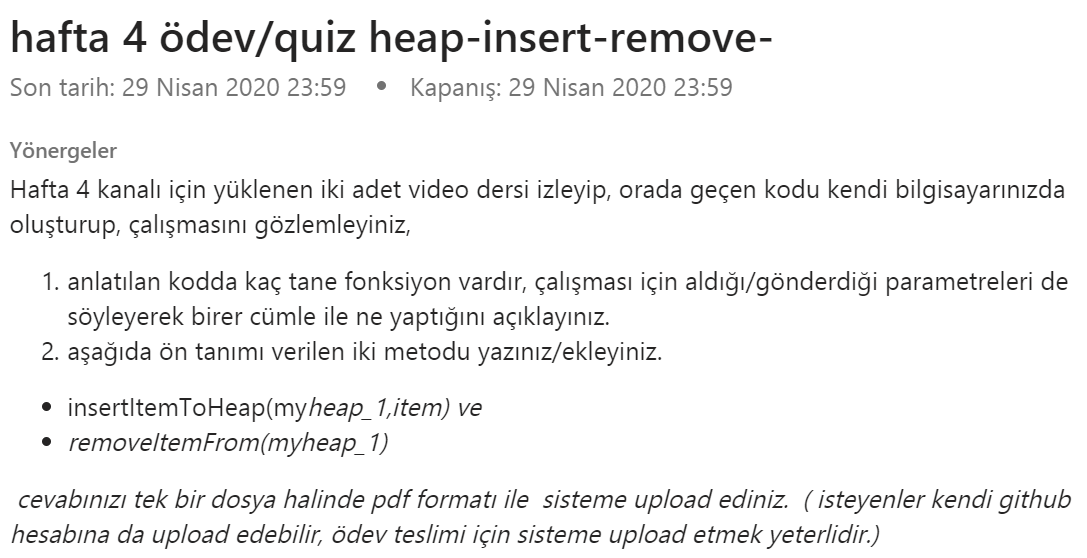 hafta 4 ödev/quiz heap-insert-remove-
Son tarih: 29 Nisan 2020 23:59 • Kapanış: 29 Nisan 2020 23:59
Yönergeler
Hafta 4 kanalı için yüklenen iki adet video dersi izleyip, orada geçen kodu kendi bilgisayarınızda
oluşturup, çalışmasını gözlemleyiniz,
1. anlatılan kodda kaç tane fonksiyon vardır, çalışması için aldığı/gönderdiği parametreleri de
söyleyerek birer cümle ile ne yaptığını açıklayınız.
2. aşağıda ön tanımı verilen iki metodu yazınız/ekleyiniz.
• insertItemToHeap(myheap_1,item) ve
• removeItemFrom(myheap_1)
cevabınızı tek bir dosya halinde pdf formatı ile sisteme upload ediniz. ( isteyenler kendi github
hesabına da upload edebilir, ödev teslimi için sisteme upload etmek yeterlidir.)